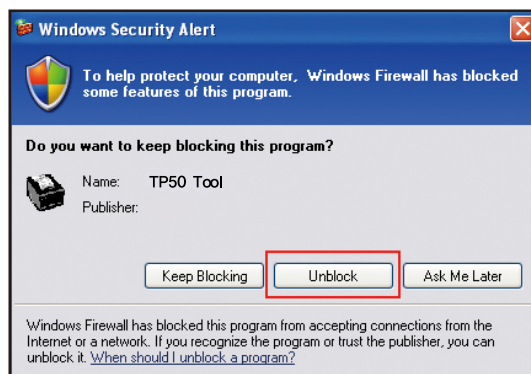 Windows Security Alert
To help protect your computer, Windows Firewall has blocked
some features of this program.
Do you want to keep blocking this program?
Name: TP50 Tool
Publisher:
Keep Blocking Unblock Ask Me Later
Windows Firewall has blocked this program from accepting connections from the
Internet or a network. If you recognize the program or trust the publisher, you can
unblock it. When should I unblock a program?